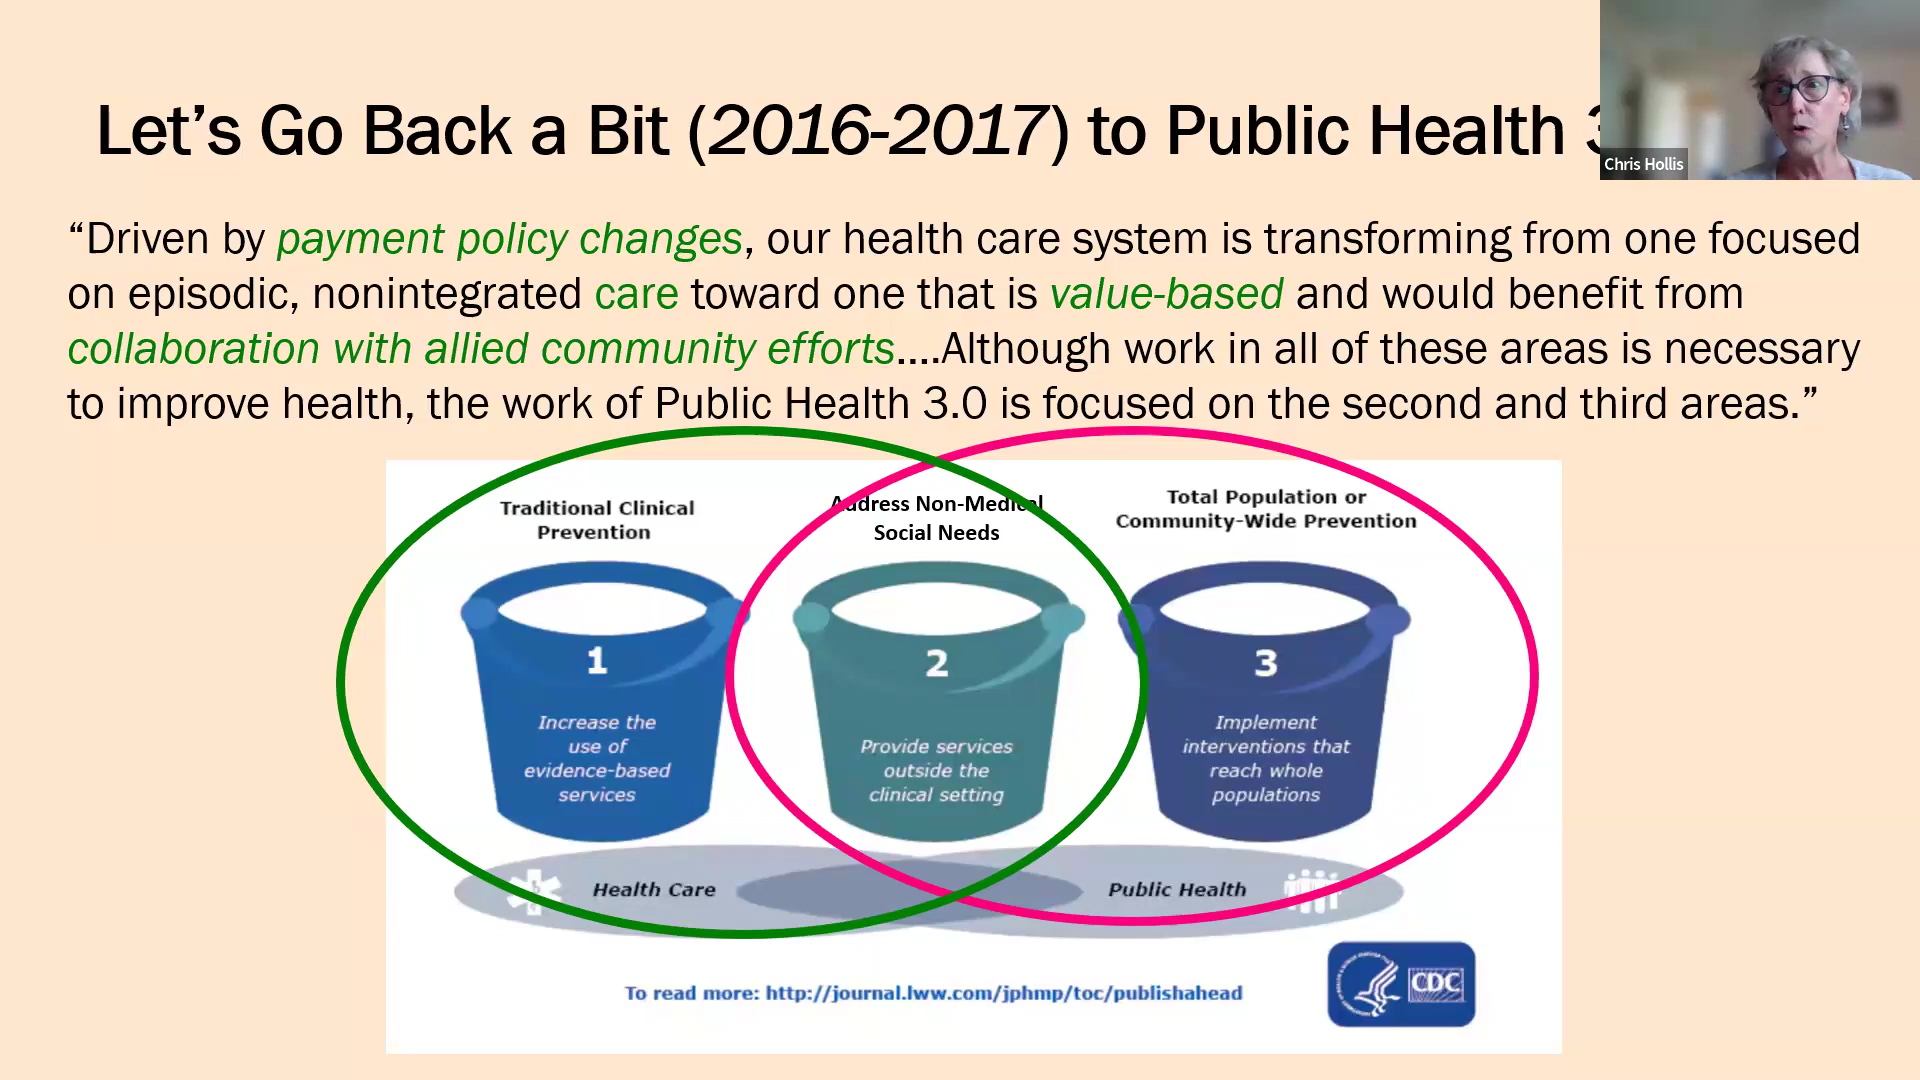 Let's Go Back a Bit (2016-2017) to Public Health
Chris Hollis
“Driven by payment policy changes, our health care system is transforming from one focused
on episodic, nonintegrated care toward one that is value-based and would benefit from
collaboration with allied community efforts....Although work in all of these areas is necessary
to improve health, the work of Public Health 3.0 is focused on the second and third areas.”
Traditional Clinical
Prevention
Address Non-Medical
Social Needs
Total Population or
Community-Wide Prevention
1
Increase the
use of
evidence-based
services
2
Provide services
outside the
clinical setting
3
Implement
interventions that
reach whole
populations
Health Care
Public Health
To read more: http://journal.lww.com/jphmp/toc/publishahead
CDC